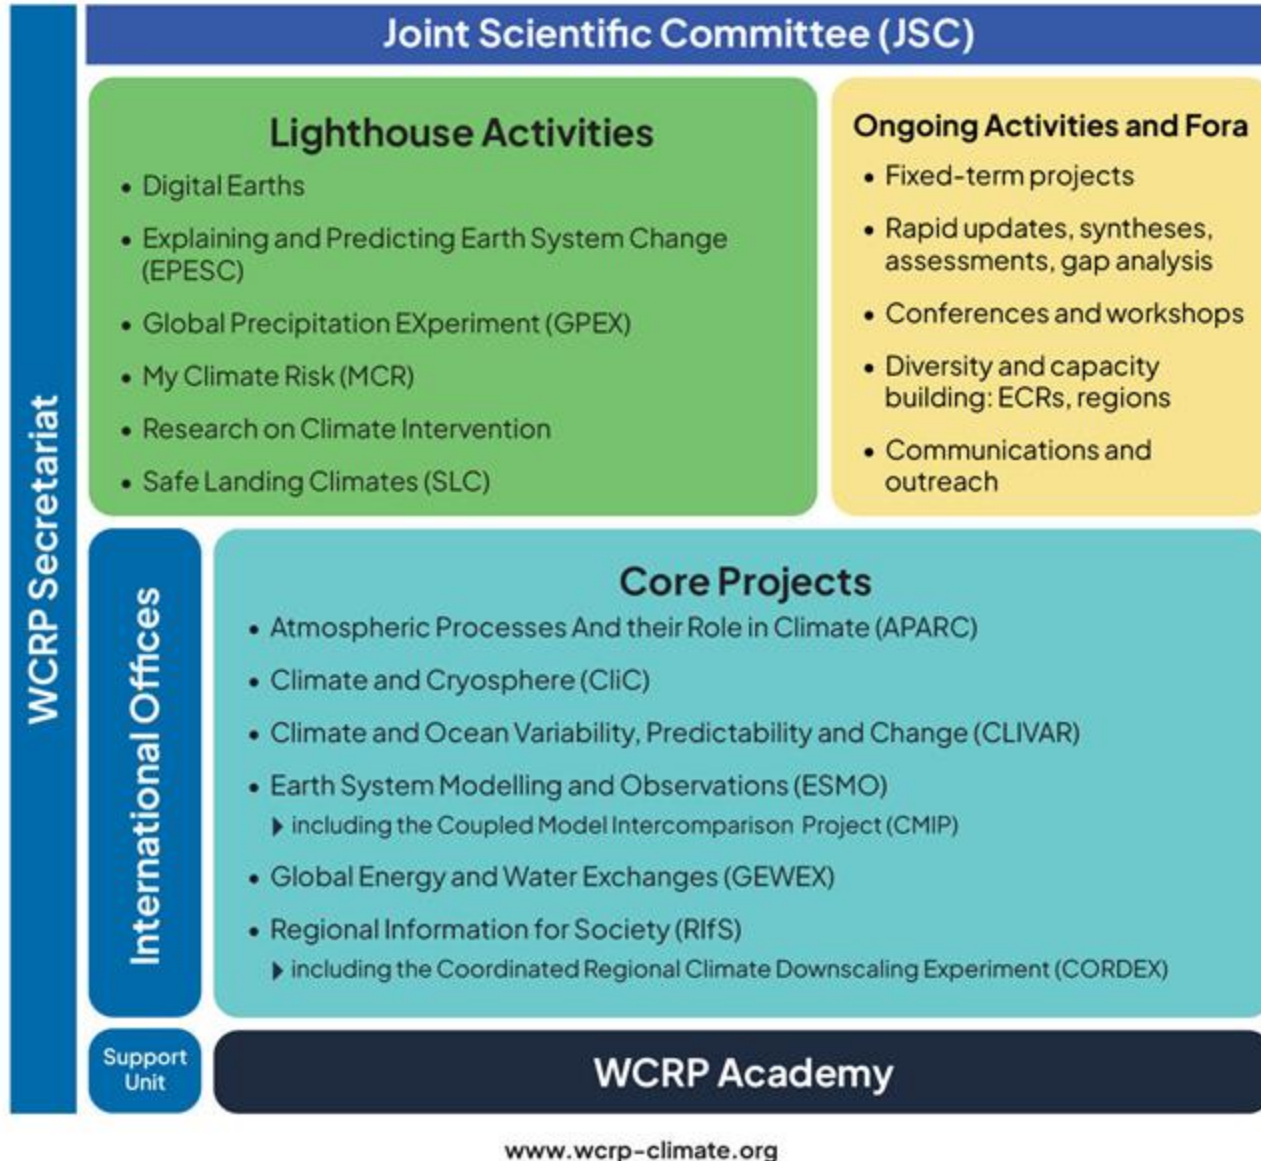 Joint Scientific Committee (JSC)
WCRP Secretariat
Lighthouse Activities
• Digital Earths
• Explaining and Predicting Earth System Change
(EPESC)
• Global Precipitation EXperiment (GPEX)
• My Climate Risk (MCR)
• Research on Climate Intervention
• Safe Landing Climates (SLC)
Ongoing Activities and Fora
• Fixed-term projects
• Rapid updates, syntheses,
assessments, gap analysis
• Conferences and workshops
• Diversity and capacity
building: ECRs, regions
• Communications and
outreach
International Offices
Core Projects
• Atmospheric Processes And their Role in Climate (APARC)
• Climate and Cryosphere (CliC)
• Climate and Ocean Variability, Predictability and Change (CLIVAR)
• Earth System Modelling and Observations (ESMO)
including the Coupled Model Intercomparison Project (CMIP)
• Global Energy and Water Exchanges (GEWEX)
• Regional Information for Society (RIfS)
including the Coordinated Regional Climate Downscaling Experiment (CORDEX)
Support
Unit
WCRP Academy
www.wcrp-climate.org